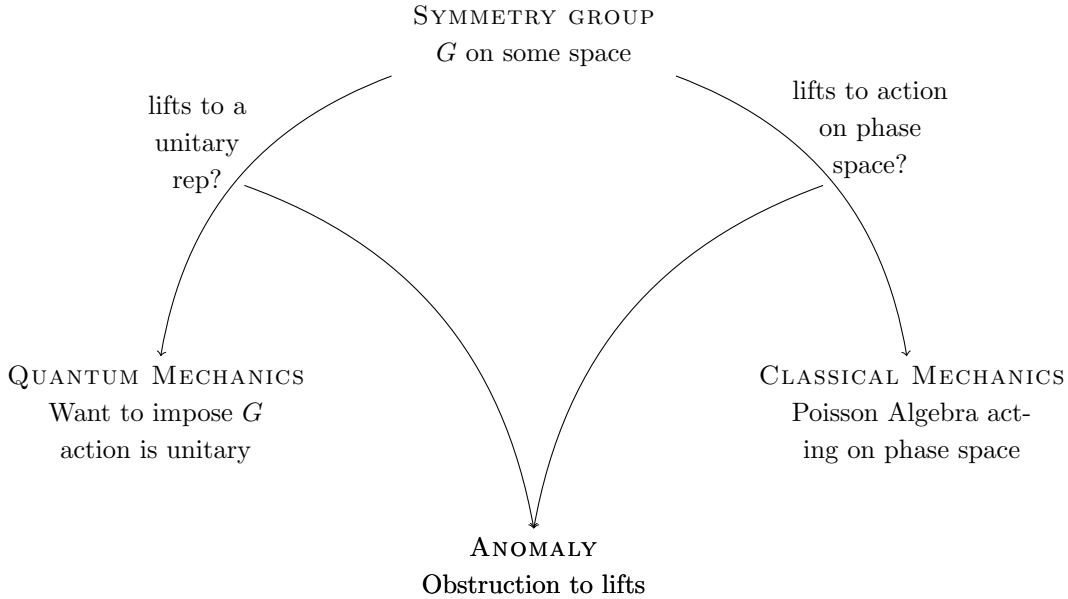 SYMMETRY GROUP
G on some space
lifts to a
unitary
rep?
lifts to action
on phase
space?
QUANTUM MECHANICS
Want to impose G
action is unitary
CLASSICAL MECHANICS
Poisson Algebra act-
ing on phase space
ANOMALY
Obstruction to lifts